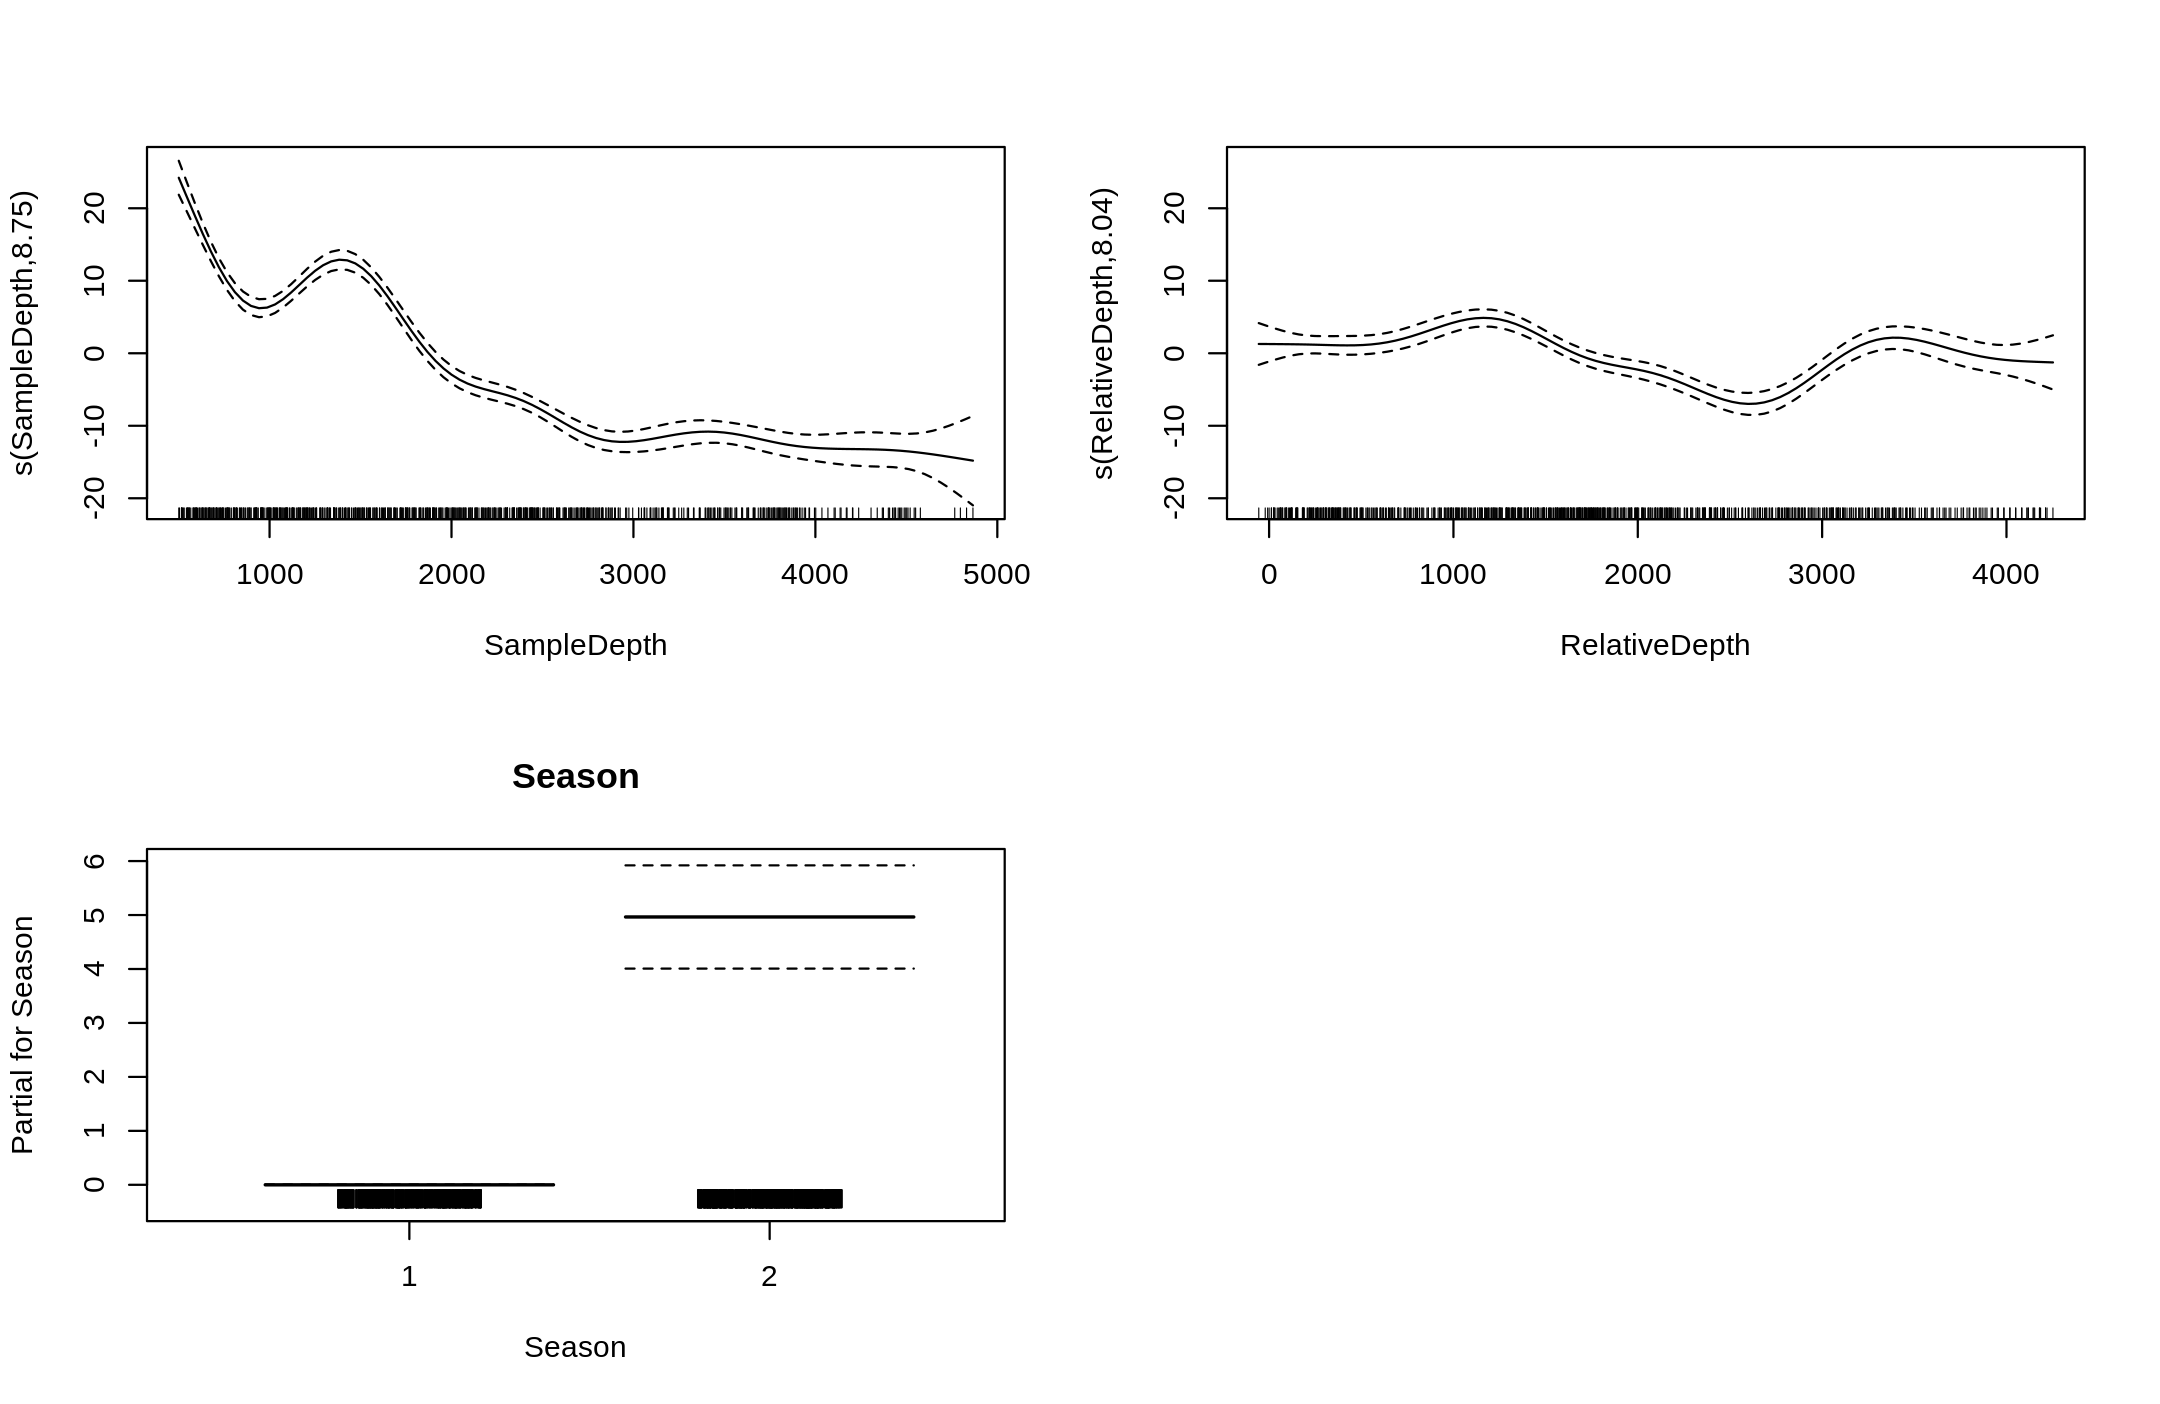 s(SampleDepth,8.75)
20
10
0
-10
-20
1000 2000 3000 4000 5000
SampleDepth
s(RelativeDepth,8.04)
20
10
0
-10
-20
0 1000 2000 3000 4000
RelativeDepth
Season
Partial for Season
6
5
4
3
2
1
0
1 2
Season